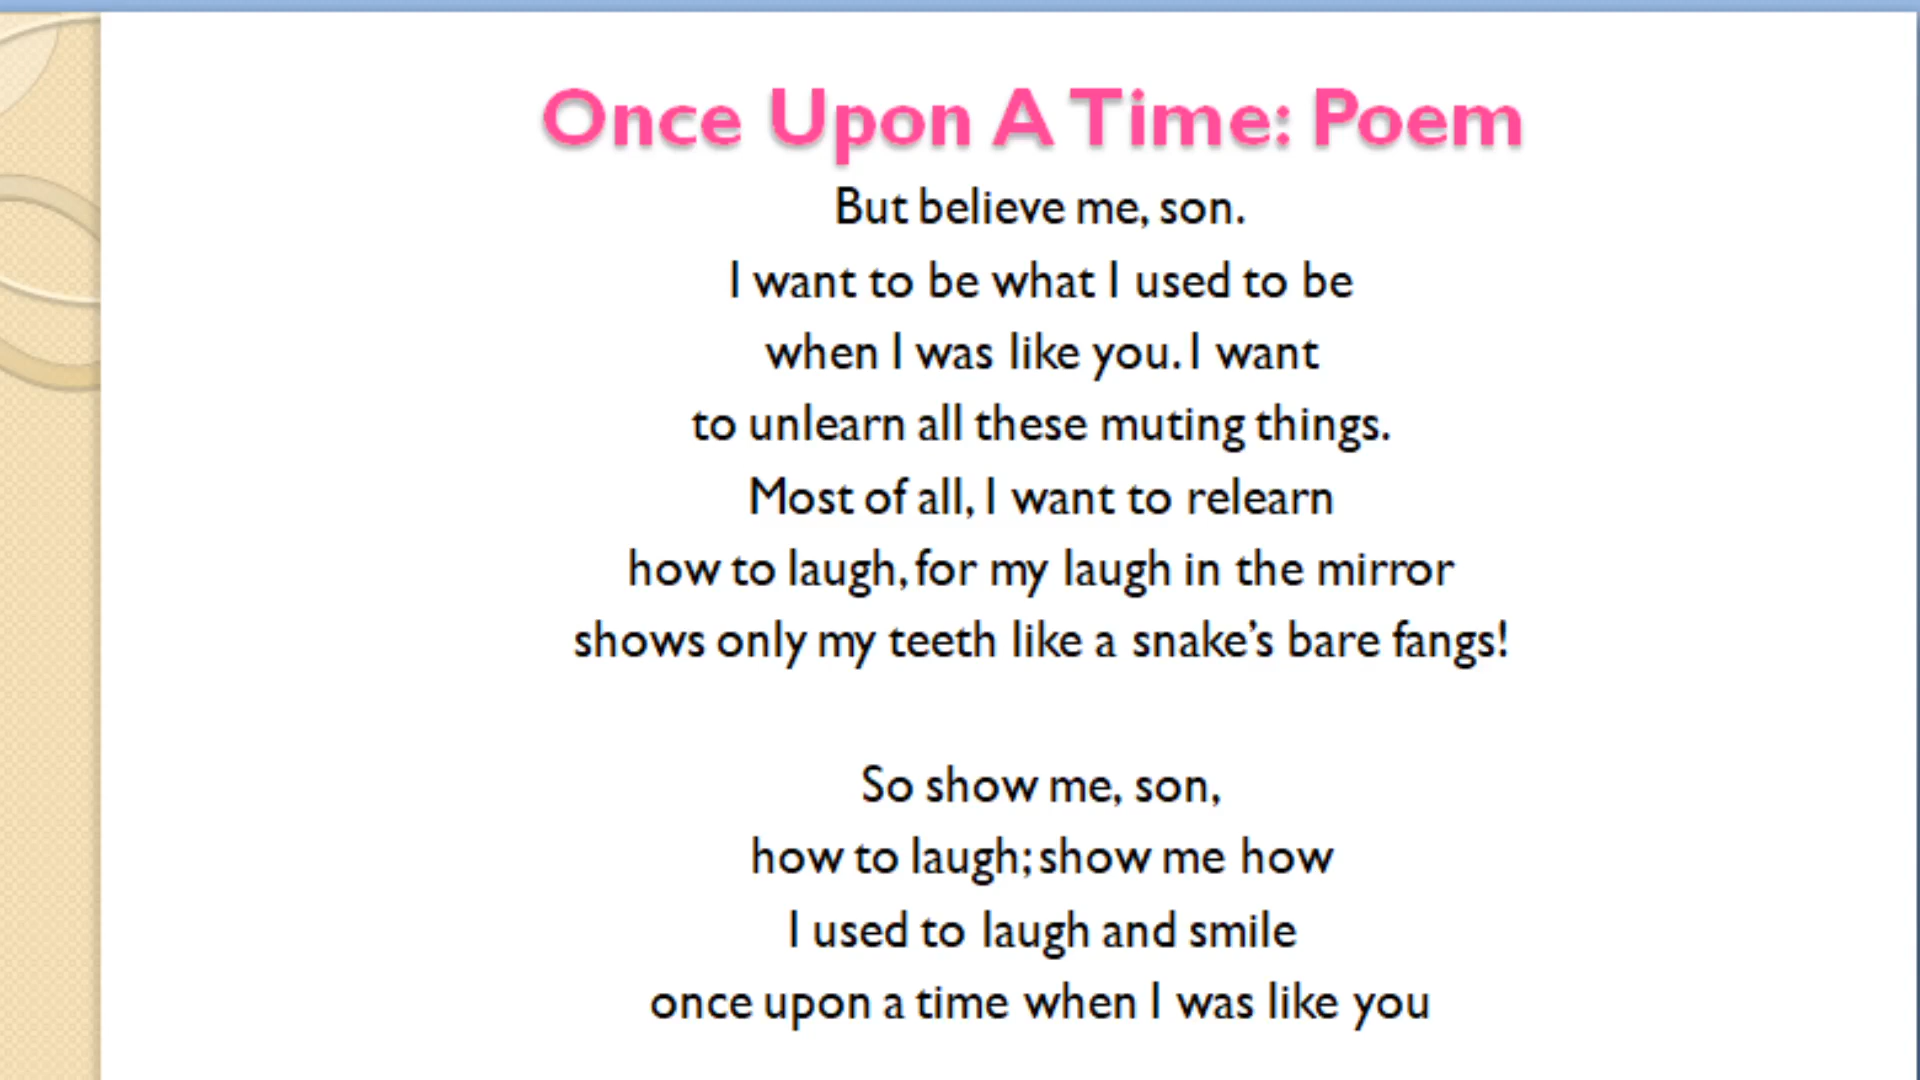 Once Upon A Time: Poem
But believe me, son.
I want to be what I used to be
when I was like you. I want
to unlearn all these muting things.
Most of all, I want to relearn
how to laugh, for my laugh in the mirror
shows only my teeth like a snake’s bare fangs!
So show me, son,
how to laugh; show me how
I used to laugh and smile
once upon a time when I was like you